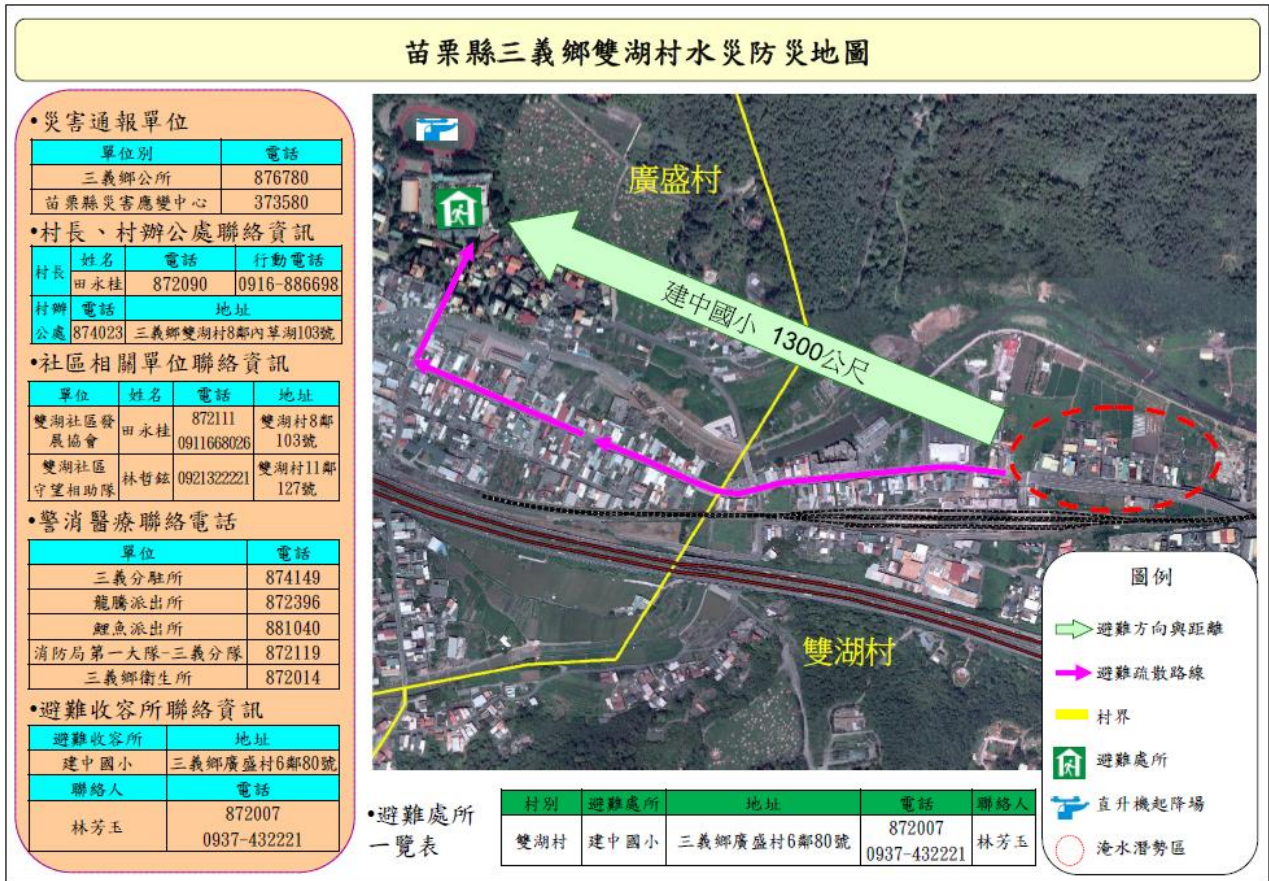 苗栗縣三義鄉雙湖村水災防災地圖
•災害通報單位
單位別 電話
三義鄉公所 876780
苗栗縣災害應變中心 373580
•村長、村辦公處聯絡資訊
村長 姓名 電話 行動電話
田永桂 872090 0916-886698
村辦公處 電話 地址
874023 三義鄉雙湖村8鄰內草湖103號
•社區相關單位聯絡資訊
單位 姓名 電話 地址
雙湖社區發展協會 田永桂 872111 0911668026 雙湖村8鄰103號
雙湖社區守望相助隊 林哲鉉 0921322221 雙湖村11鄰127號
•警消醫療聯絡電話
單位 電話
三義分駐所 874149
龍騰派出所 872396
鯉魚派出所 881040
消防局第一大隊-三義分隊 872119
三義鄉衛生所 872014
•避難收容所聯絡資訊
避難收容所 地址
建中國小 三義鄉廣盛村6鄰80號
聯絡人 電話
林芳玉 872007
0937-432221
廣盛村
建中國小 1300公尺
雙湖村
圖例
避難方向與距離
避難疏散路線
村界
避難處所
直升機起降場
淹水潛勢區
•避難處所一覽表
村別 避難處所 地址 電話 聯絡人
雙湖村 建中國小 三義鄉廣盛村6鄰80號 872007 0937-432221 林芳玉